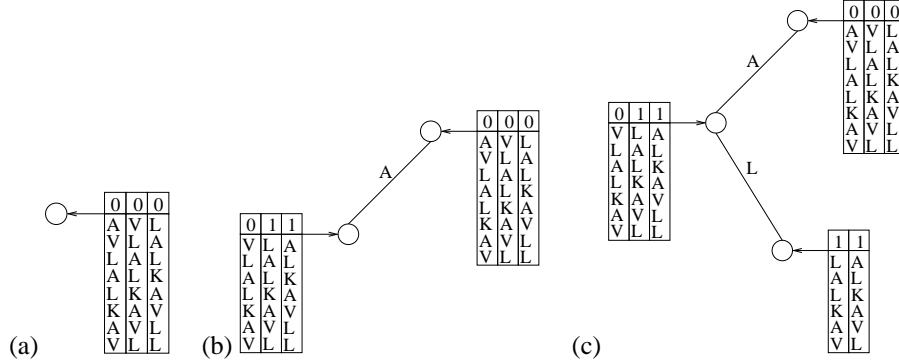 0 0 0
A V L
V L A
L A L
A L K
L K A
K A V
A V L
V L L
(a)
A
0 0 0
A V L
V L A
L A L
A L K
L K A
K A V
A V L
V L L
0 1 1
V L A
L A L
A L K
L K A
K A V
A V L
V L L
(b)
0 0 0
A V L
V L A
L A L
A L K
L K A
K A V
A V L
V L L
A
0 1 1
V L A
L A L
A L K
L K A
K A V
A V L
V L L
L
1 1
L A
A L
L K
K A
A V
V L
(c)